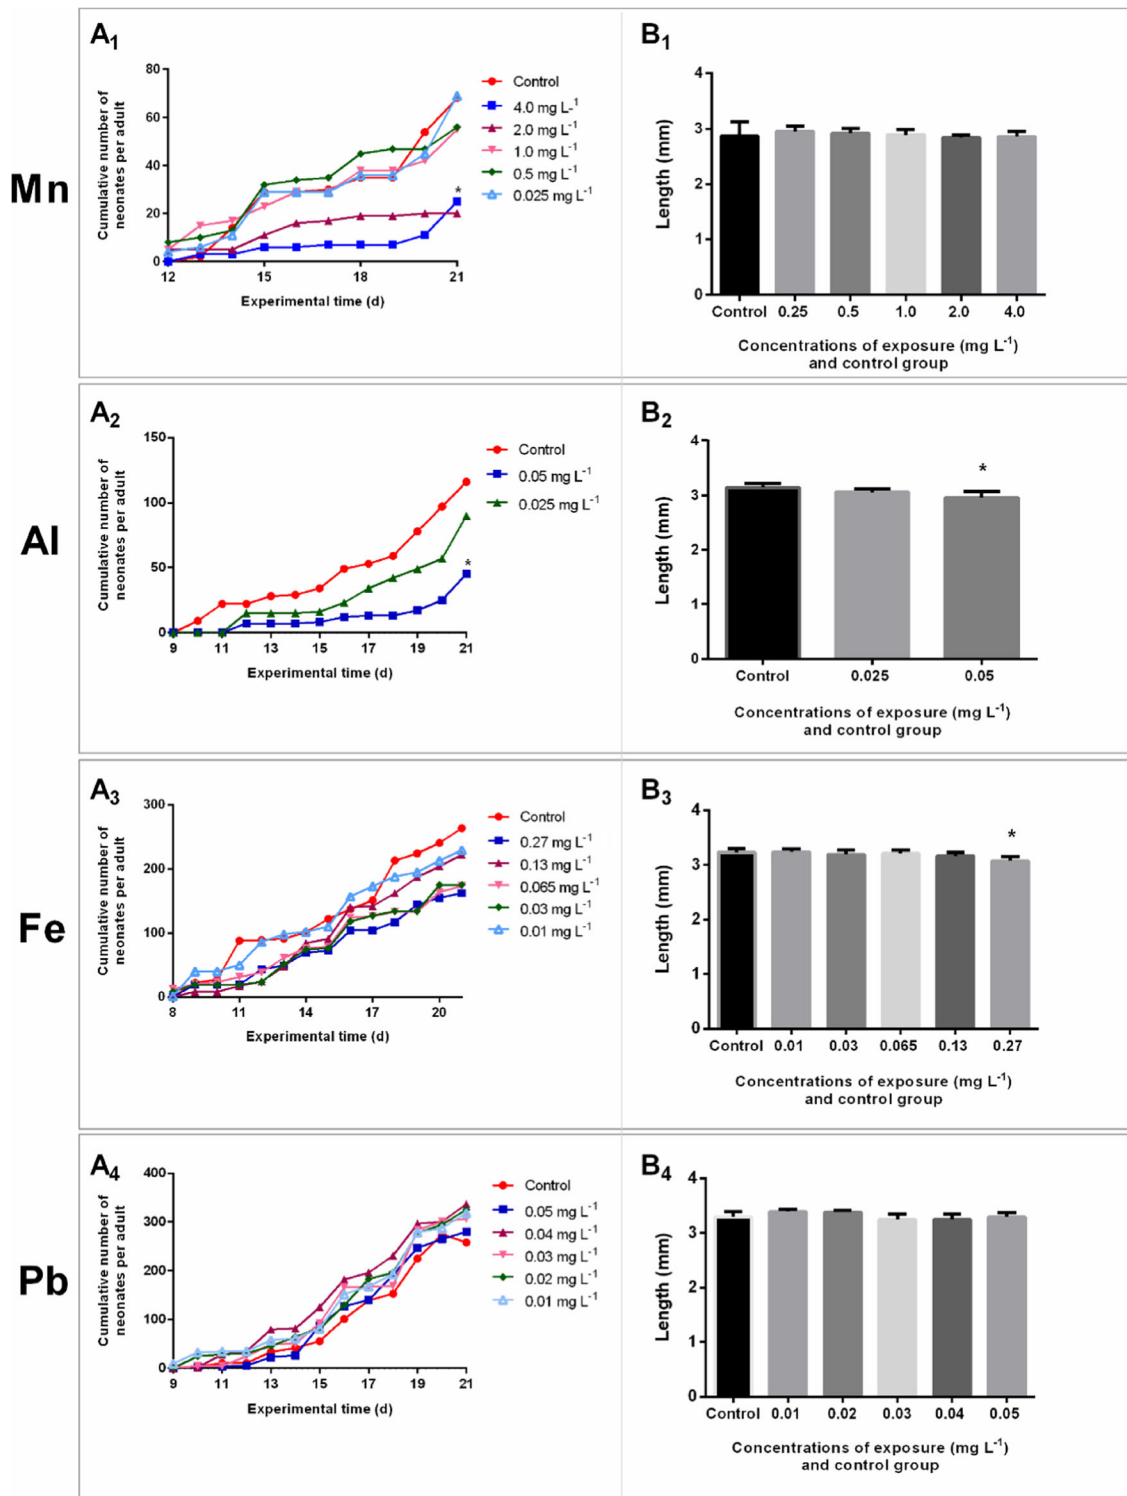 Mn
A1
Cumulative number of
neonates per adult
80
60
40
20
0
12
15
18
21
*
Experimental time (d)
Control
4.0 mg L-1
2.0 mg L-1
1.0 mg L-1
0.5 mg L-1
0.025 mg L-1
B1
Length (mm)
4
3
2
1
0
Control 0.25 0.5 1.0 2.0 4.0
Concentrations of exposure (mg L-1)
and control group
Al
A2
Cumulative number of
neonates per adult
150
100
50
0
9 11 13 15 17 19 21
*
Experimental time (d)
Control
0.05 mg L-1
0.025 mg L-1
B2
Length (mm)
4
3
2
1
0
*
Control 0.025 0.05
Concentrations of exposure (mg L-1)
and control group
Fe
A3
Cumulative number of
neonates per adult
300
200
100
0
8 11 14 17 20
Experimental time (d)
Control
0.27 mg L-1
0.13 mg L-1
0.065 mg L-1
0.03 mg L-1
0.01 mg L-1
B3
Length (mm)
4
3
2
1
0
*
Control 0.01 0.03 0.065 0.13 0.27
Concentrations of exposure (mg L-1)
and control group
Pb
A4
Cumulative number of
neonates per adult
400
300
200
100
0
9 11 13 15 17 19 21
Experimental time (d)
Control
0.05 mg L-1
0.04 mg L-1
0.03 mg L-1
0.02 mg L-1
0.01 mg L-1
B4
Length (mm)
4
3
2
1
0
Control 0.01 0.02 0.03 0.04 0.05
Concentrations of exposure (mg L-1)
and control group